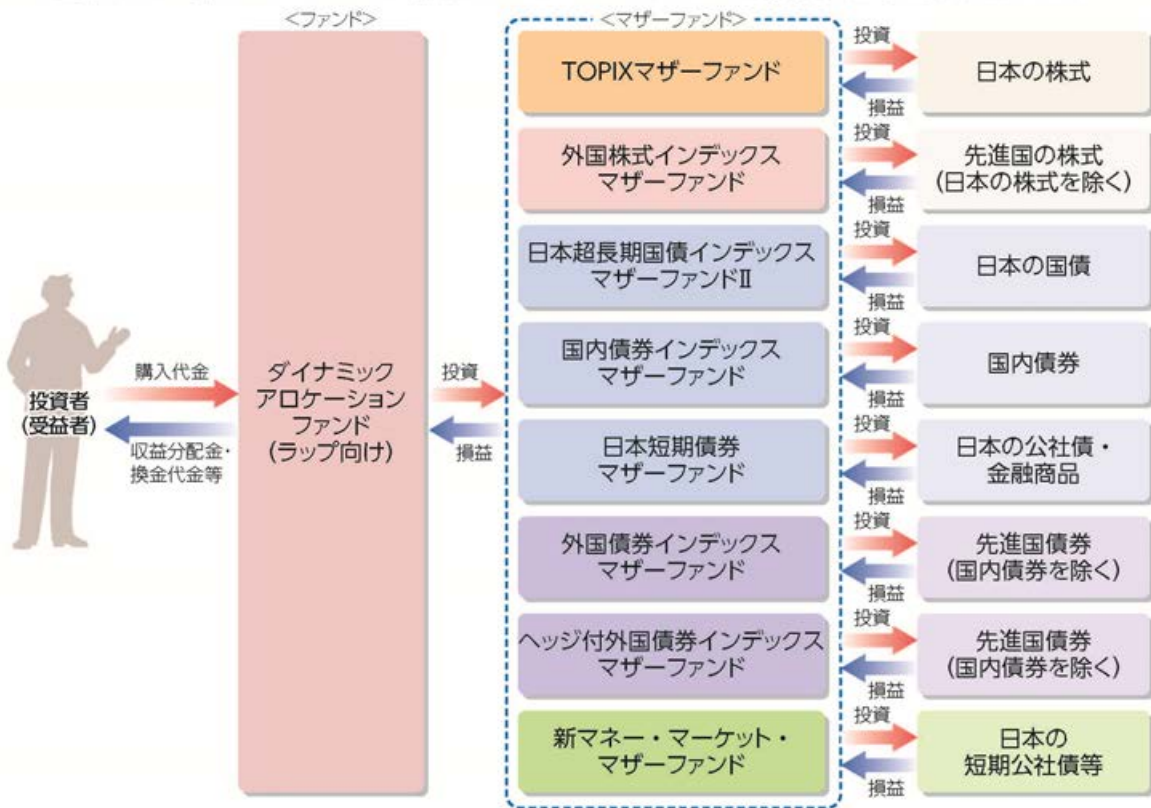 <ファンド>
<マザーファンド>
投資者
(受益者)
購入代金
収益分配金・
換金代金等
ダイナミック
アロケーション
ファンド
(ラップ向け)
投資
損益
TOPIXマザーファンド
投資
損益
日本の株式
外国株式インデックス
マザーファンド
投資
損益
先進国の株式
(日本の株式を除く)
日本超長期国債インデックス
マザーファンドⅡ
投資
損益
日本の国債
国内債券インデックス
マザーファンド
投資
損益
国内債券
日本短期債券
マザーファンド
投資
損益
日本の公社債・
金融商品
外国債券インデックス
マザーファンド
投資
損益
先進国債券
(国内債券を除く)
ヘッジ付外国債券インデックス
マザーファンド
投資
損益
先進国債券
(国内債券を除く)
新マネー・マーケット・
マザーファンド
投資
損益
日本の
短期公社債等